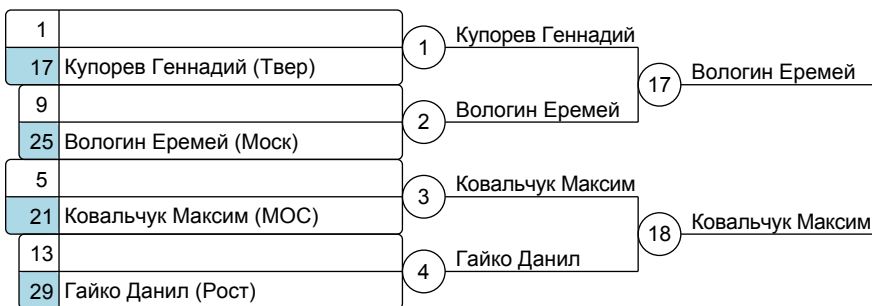 1
17 Купорев Геннадий (Твер)
1
Купорев Геннадий
9
25 Вологин Еремей (Моск)
2
Вологин Еремей
17
Вологин Еремей
5
21 Ковальчук Максим (МОС)
3
Ковальчук Максим
13
29 Гайко Данил (Рост)
4
Гайко Данил
18
Ковальчук Максим